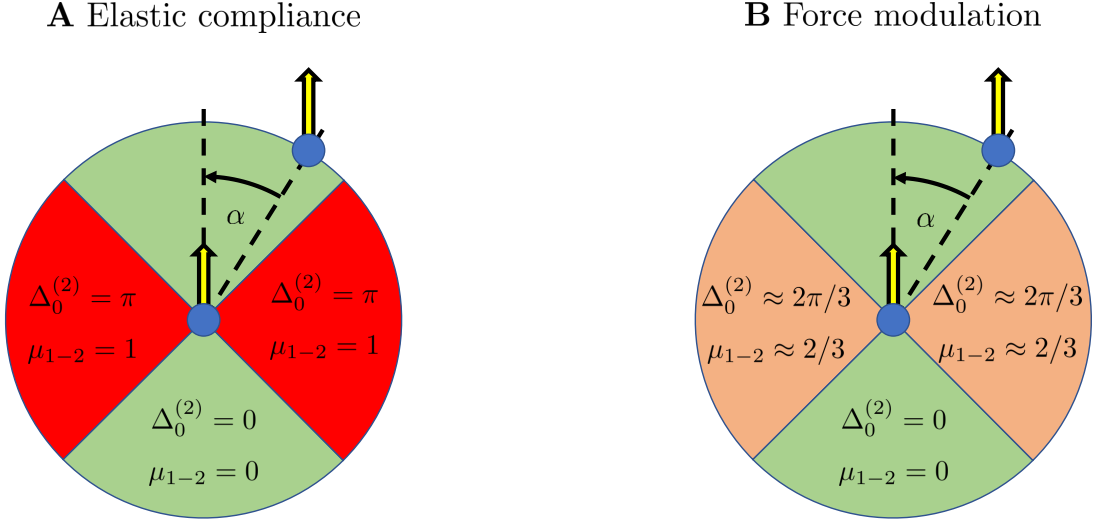 A Elastic compliance
α
Δ₀⁽²⁾ = π
μ₁₋₂ = 1
Δ₀⁽²⁾ = π
μ₁₋₂ = 1
Δ₀⁽²⁾ = 0
μ₁₋₂ = 0
B Force modulation
α
Δ₀⁽²⁾ ≈ 2π/3
μ₁₋₂ ≈ 2/3
Δ₀⁽²⁾ ≈ 2π/3
μ₁₋₂ ≈ 2/3
Δ₀⁽²⁾ = 0
μ₁₋₂ = 0